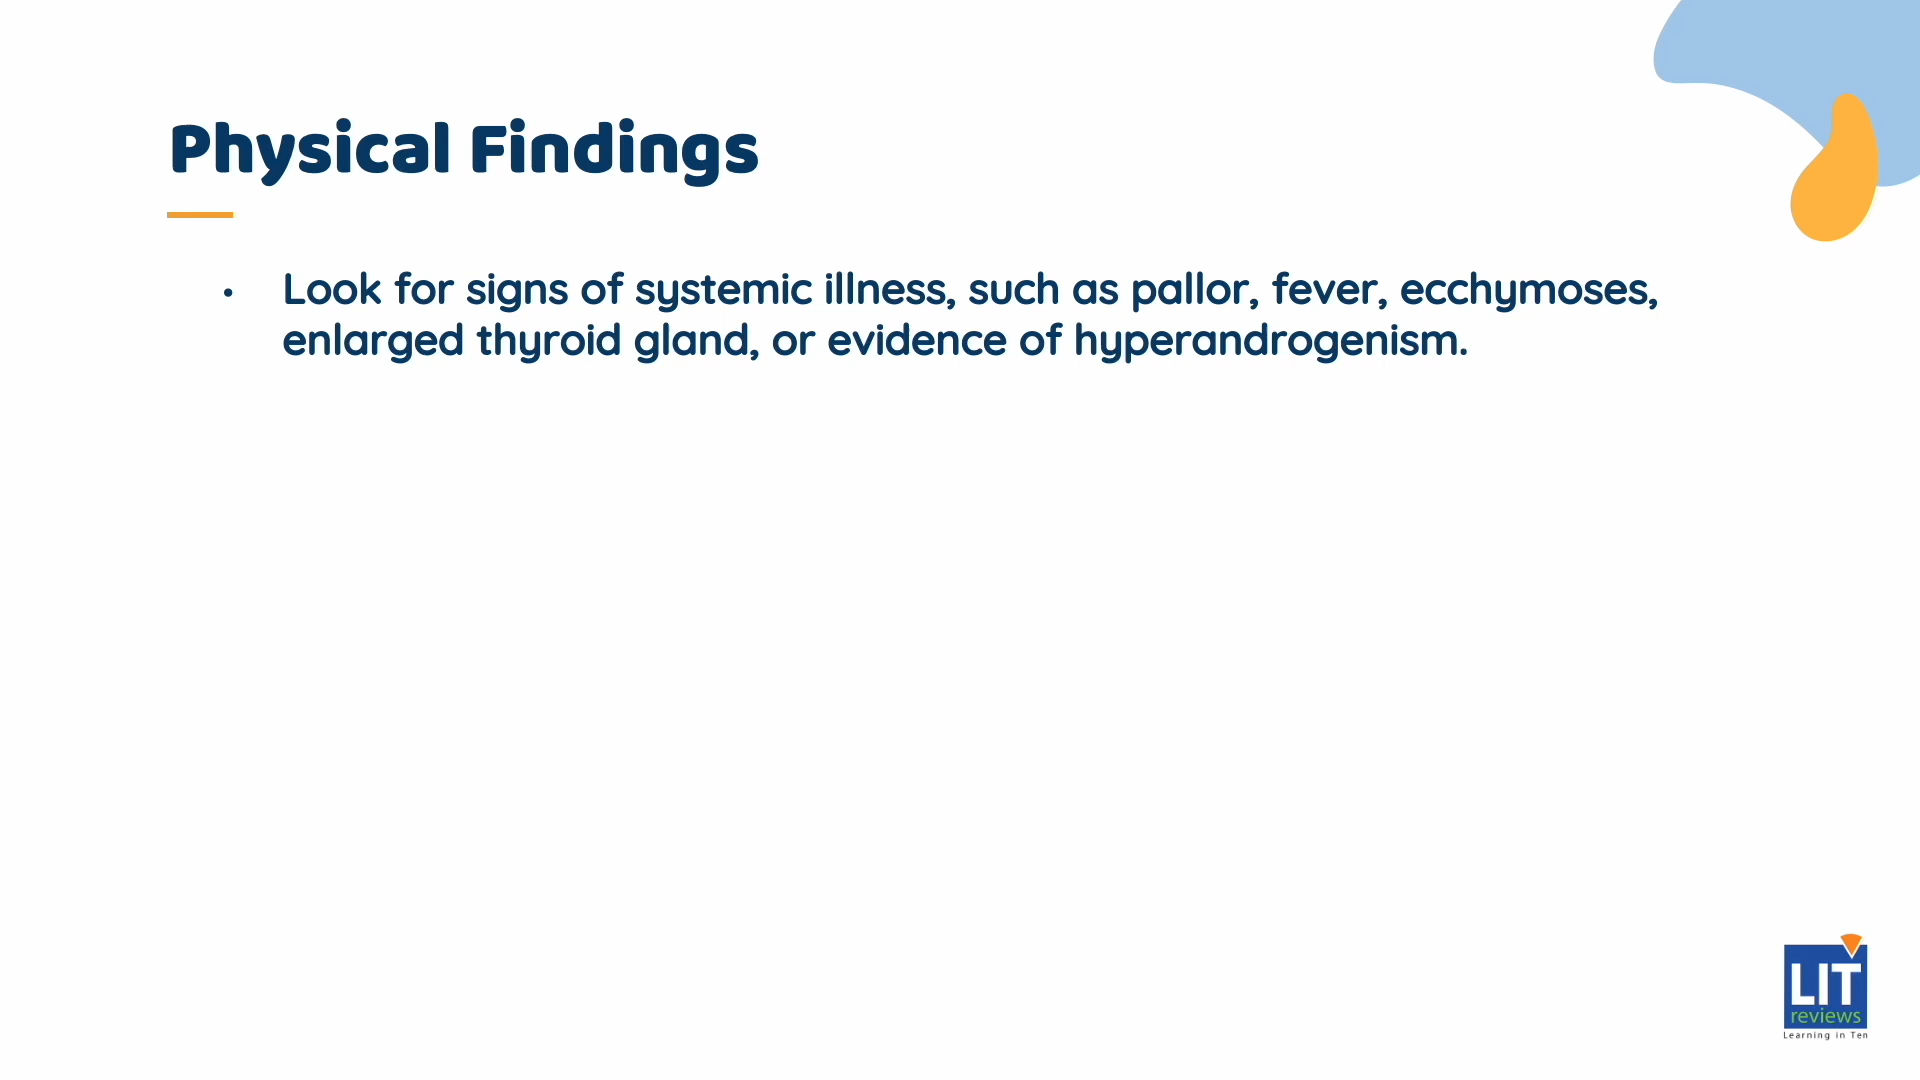 Physical Findings
• Look for signs of systemic illness, such as pallor, fever, ecchymoses,
enlarged thyroid gland, or evidence of hyperandrogenism.
LIT
reviews
Learning in Ten